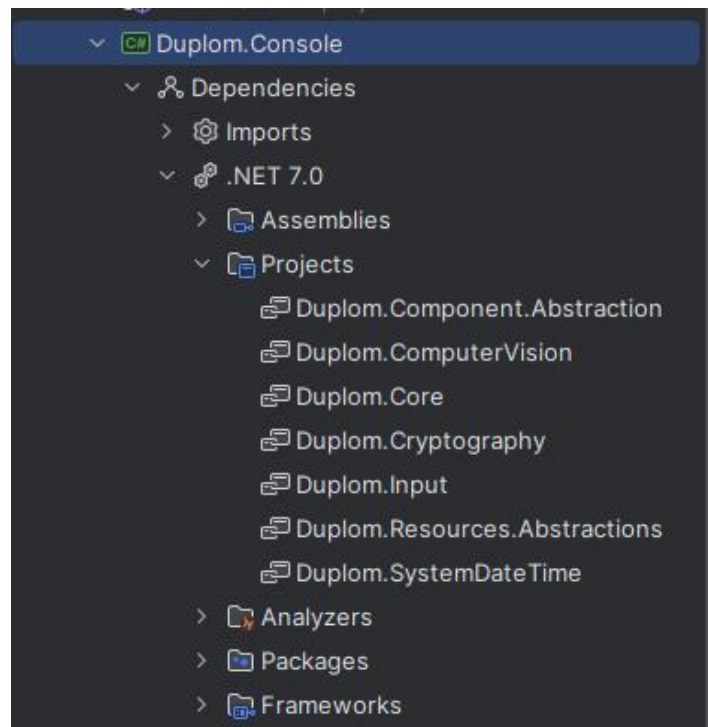 C# Duplom.Console
Dependencies
Imports
.NET 7.0
Assemblies
Projects
Duplom.Component.Abstraction
Duplom.ComputerVision
Duplom.Core
Duplom.Cryptography
Duplom.Input
Duplom.Resources.Abstractions
Duplom.SystemDateTime
Analyzers
Packages
Frameworks